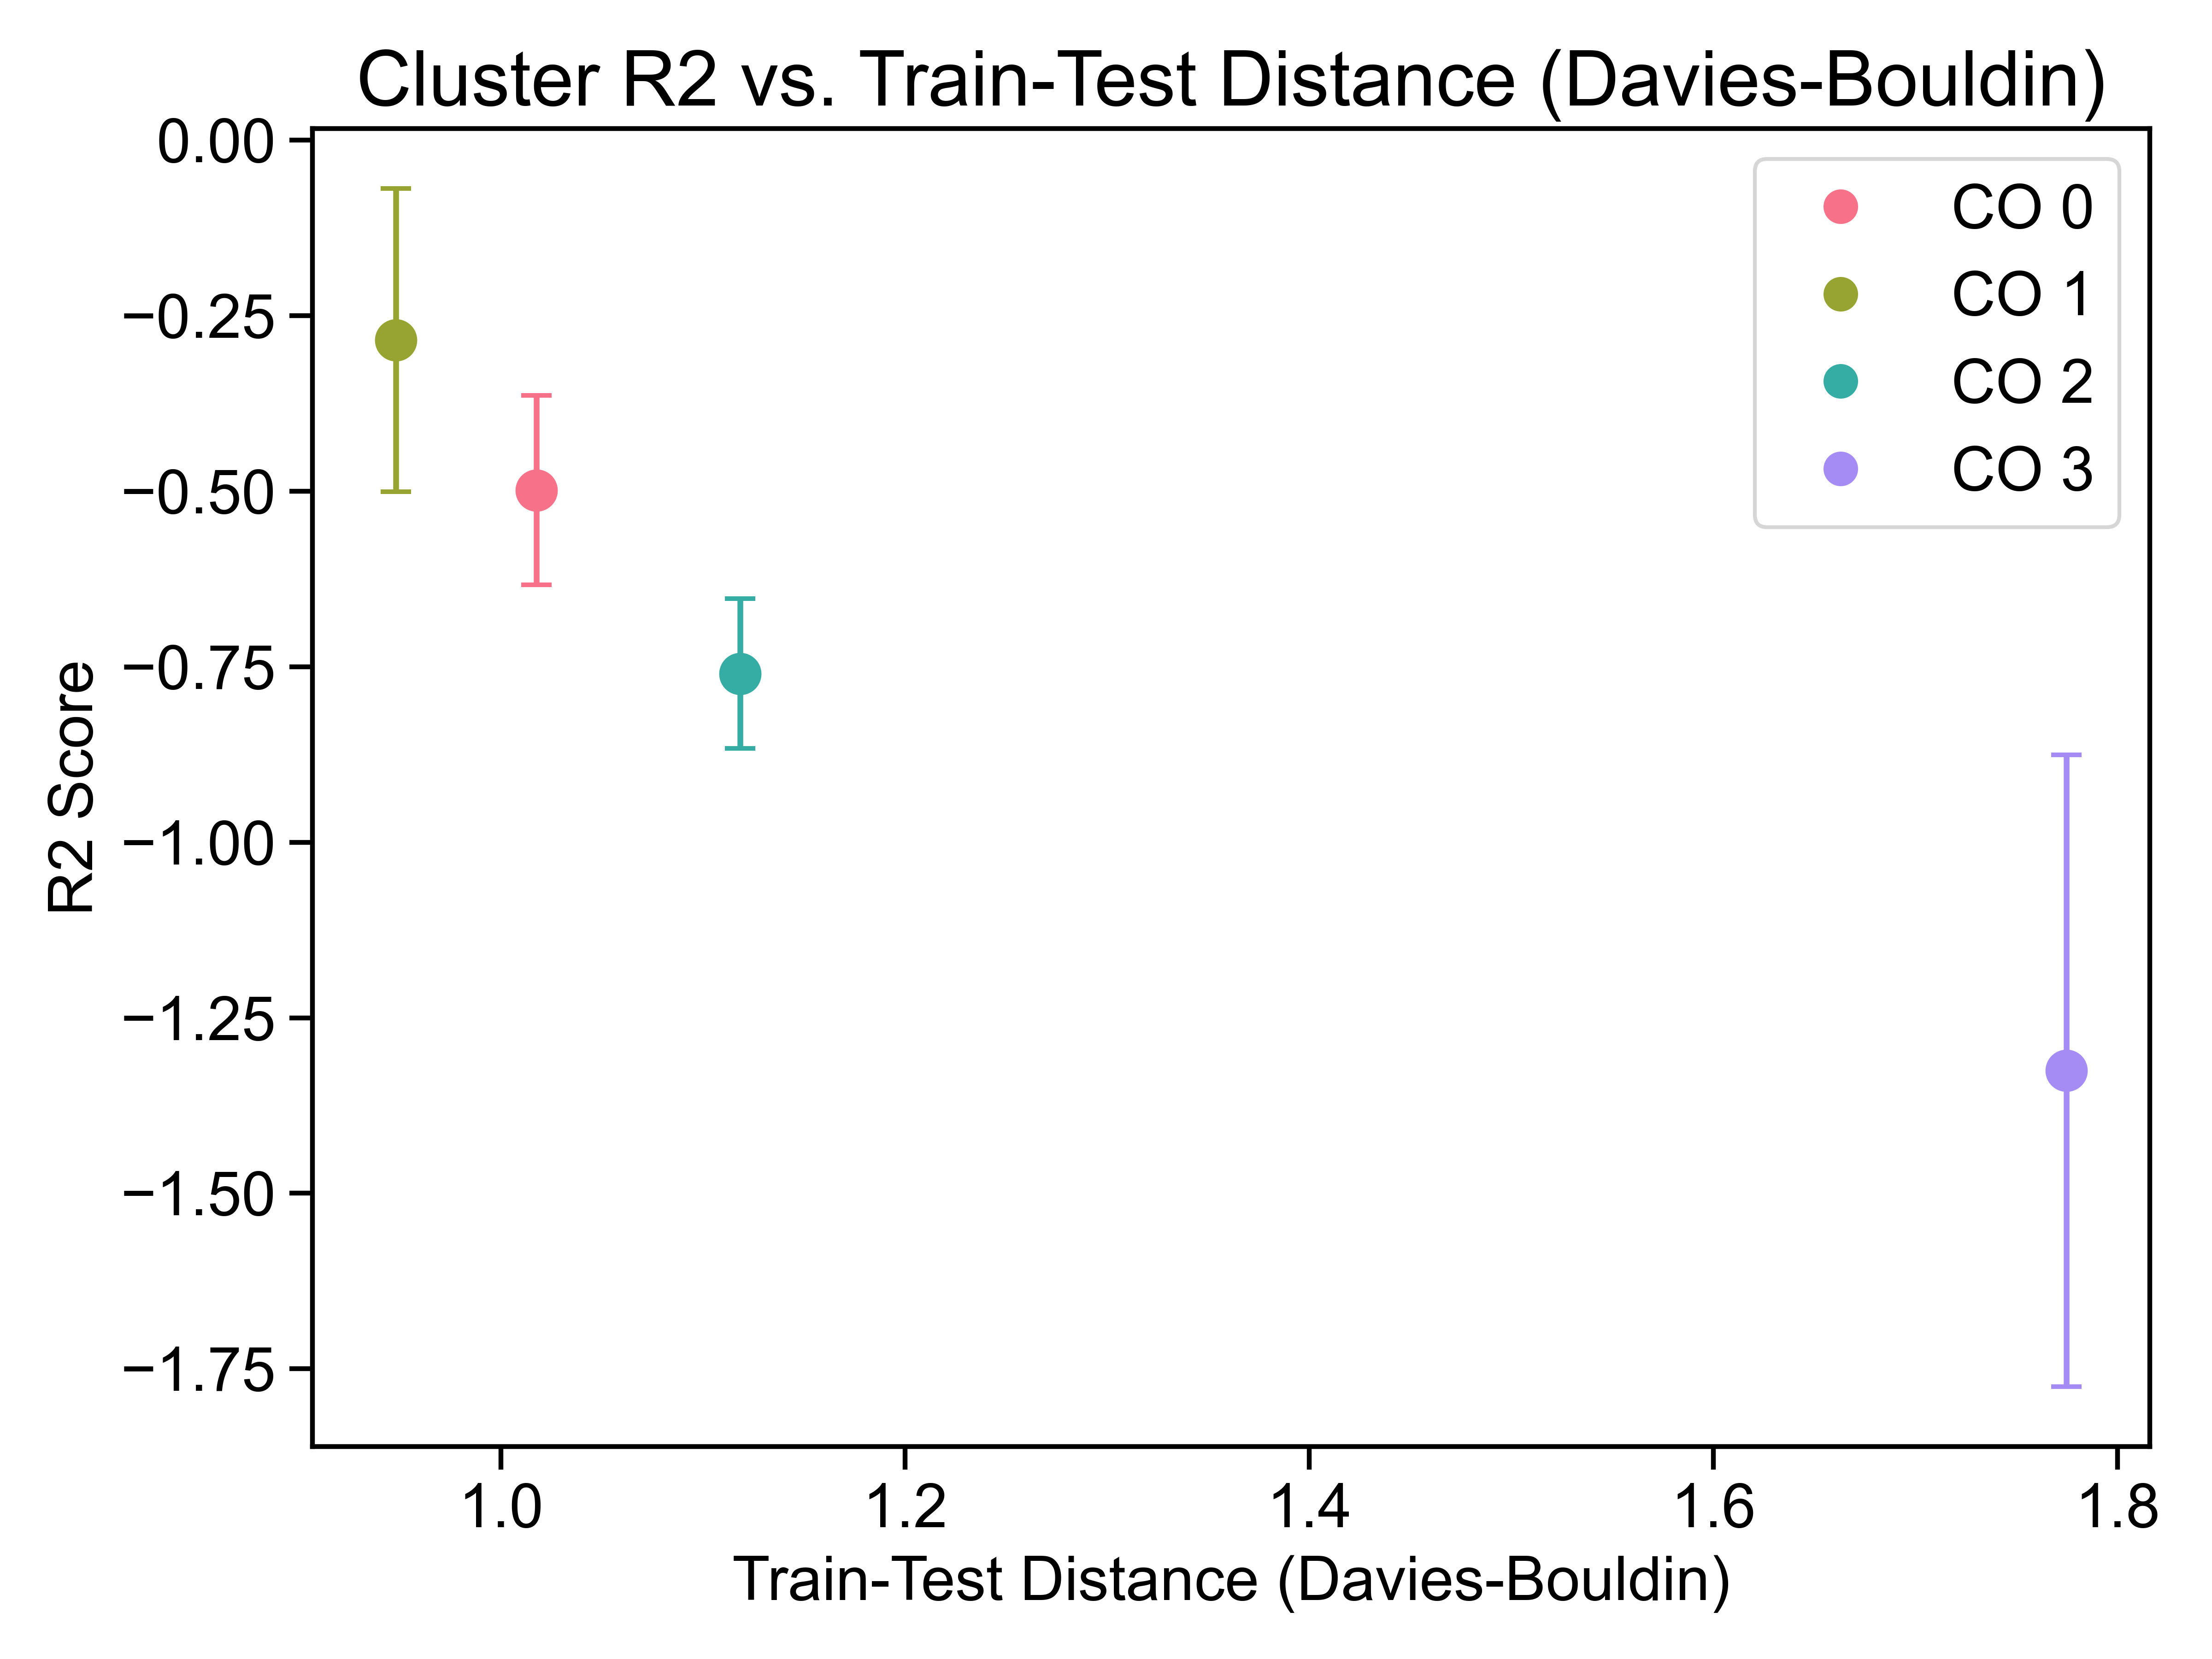 Cluster R2 vs. Train-Test Distance (Davies-Bouldin)
0.00
−0.25
−0.50
−0.75
−1.00
−1.25
−1.50
−1.75
R2 Score
CO 0
CO 1
CO 2
CO 3
1.0 1.2 1.4 1.6 1.8
Train-Test Distance (Davies-Bouldin)